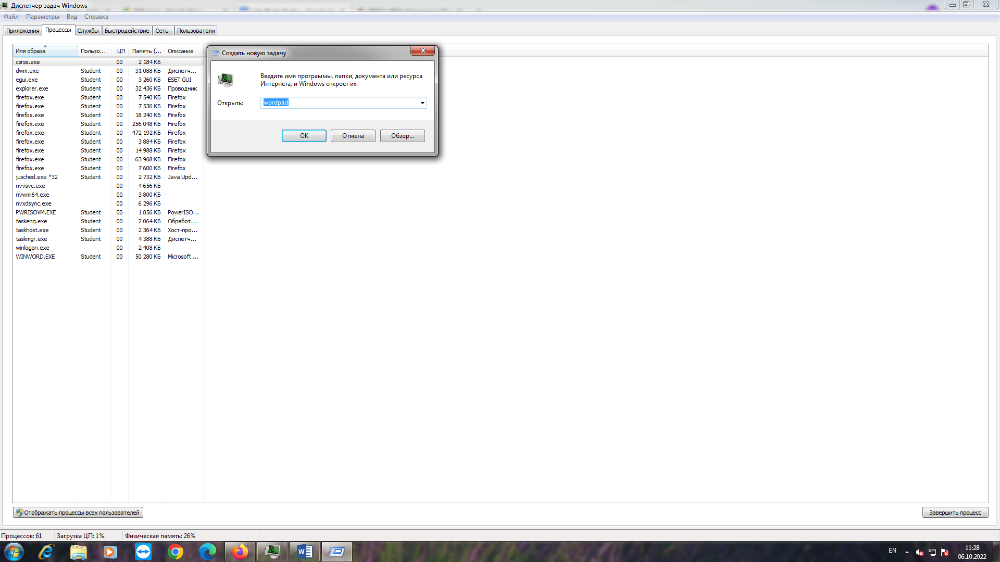 Диспетчер задач Windows
Файл Параметры Вид Справка
Приложения Процессы Службы Быстродействие Сеть Пользователи
Имя образа Пользо... ЦП Память (... Описание
csrss.exe 00 2 184 КБ
dwm.exe Student 00 31 088 КБ Диспетч...
egui.exe Student 00 3 260 КБ ESET GUI
explorer.exe Student 00 32 436 КБ Проводник
firefox.exe Student 00 7 540 КБ Firefox
firefox.exe Student 00 7 536 КБ Firefox
firefox.exe Student 00 18 240 КБ Firefox
firefox.exe Student 00 256 048 КБ Firefox
firefox.exe Student 00 472 192 КБ Firefox
firefox.exe Student 00 3 884 КБ Firefox
firefox.exe Student 00 14 988 КБ Firefox
firefox.exe Student 00 63 968 КБ Firefox
firefox.exe Student 00 7 600 КБ Firefox
jusched.exe *32 Student 00 2 732 КБ Java Upd...
nvvsvc.exe 00 4 656 КБ
nvwmi64.exe 00 3 800 КБ
nvxdsync.exe 00 6 296 КБ
PWRISOVM.EXE Student 00 1 856 КБ PowerISO...
taskeng.exe Student 00 2 064 КБ Обработ...
taskhost.exe Student 00 2 364 КБ Хост-про...
taskmgr.exe Student 00 4 388 КБ Диспетч...
winlogon.exe 00 2 408 КБ
WINWORD.EXE Student 00 50 280 КБ Microsoft ...
Создать новую задачу
Введите имя программы, папки, документа или ресурса
Интернета, и Windows откроет их.
Открыть: wordpad
ОК Отмена Обзор...
Отображать процессы всех пользователей
Завершить процесс
Процессов: 61 Загрузка ЦП: 1% Физическая память: 26%
EN
11:28
06.10.2022